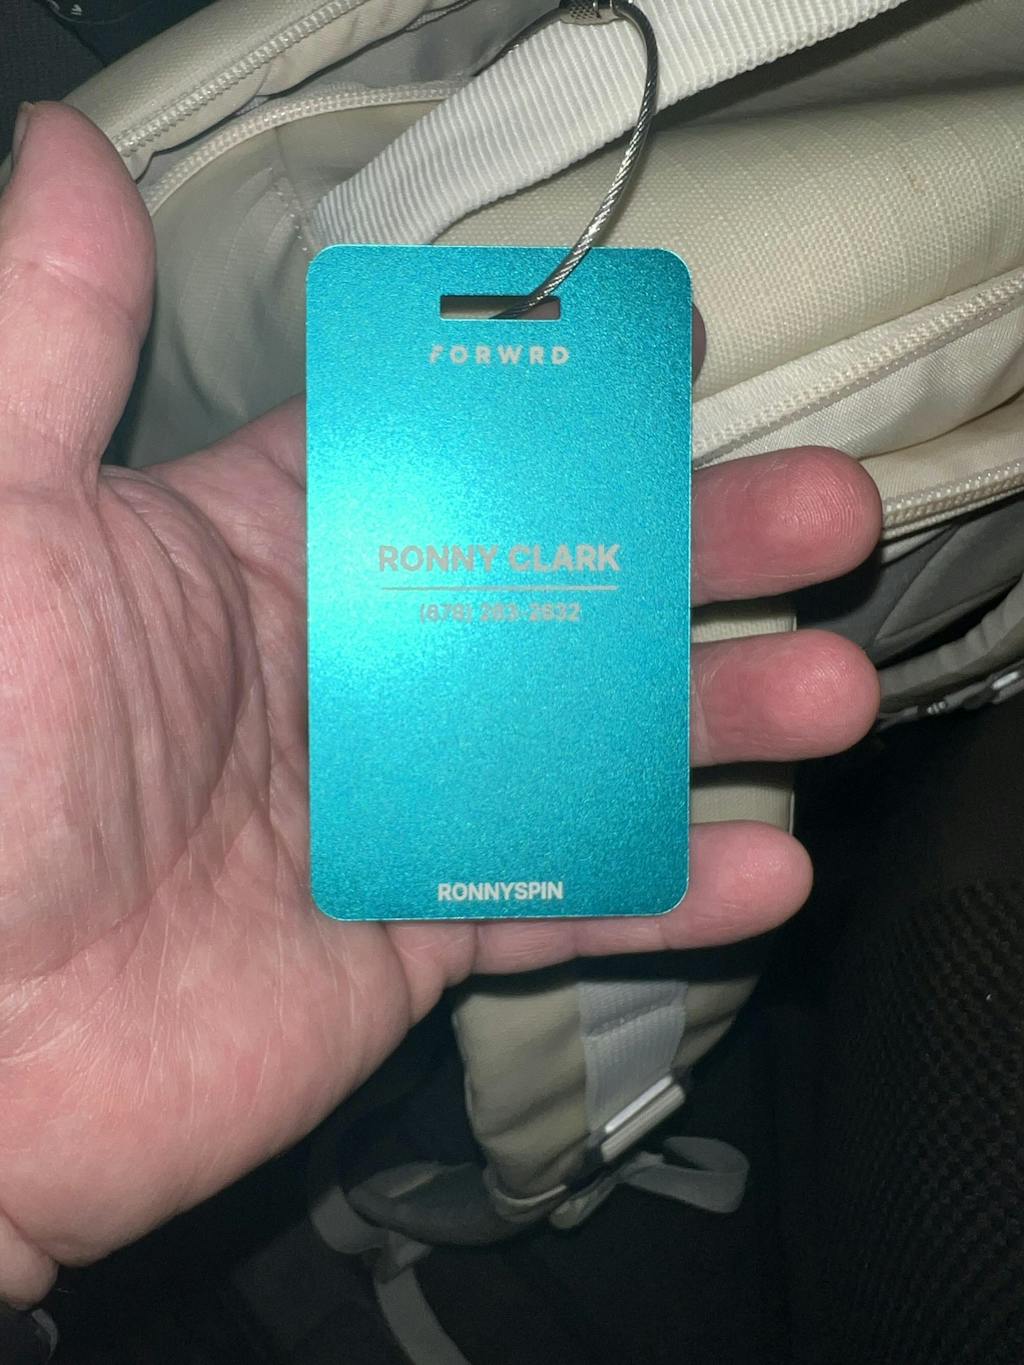 FORWRD
RONNY CLARK
(678) 283-2632
RONNYSPIN